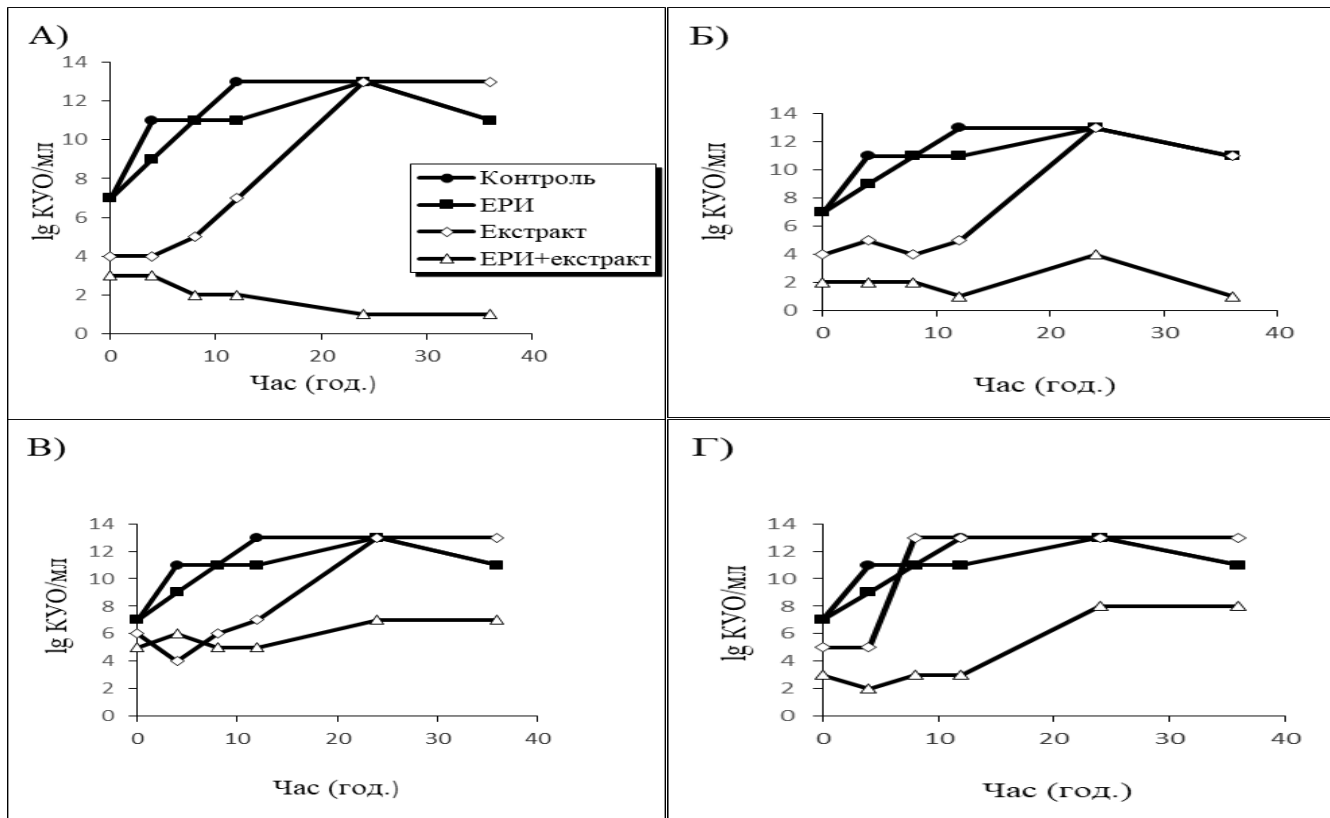 А)
14
12
10
8
6
4
2
0
lg КУО/мл
0 10 20 30 40
Час (год.)
Контроль
ЕРИ
Екстракт
ЕРИ+екстракт
Б)
14
12
10
8
6
4
2
0
lg КУО/мл
0 10 20 30 40
Час (год.)
В)
14
12
10
8
6
4
2
0
lg КУО/мл
0 10 20 30 40
Час (год.)
Г)
14
12
10
8
6
4
2
0
lg КУО/мл
0 10 20 30 40
Час (год.)